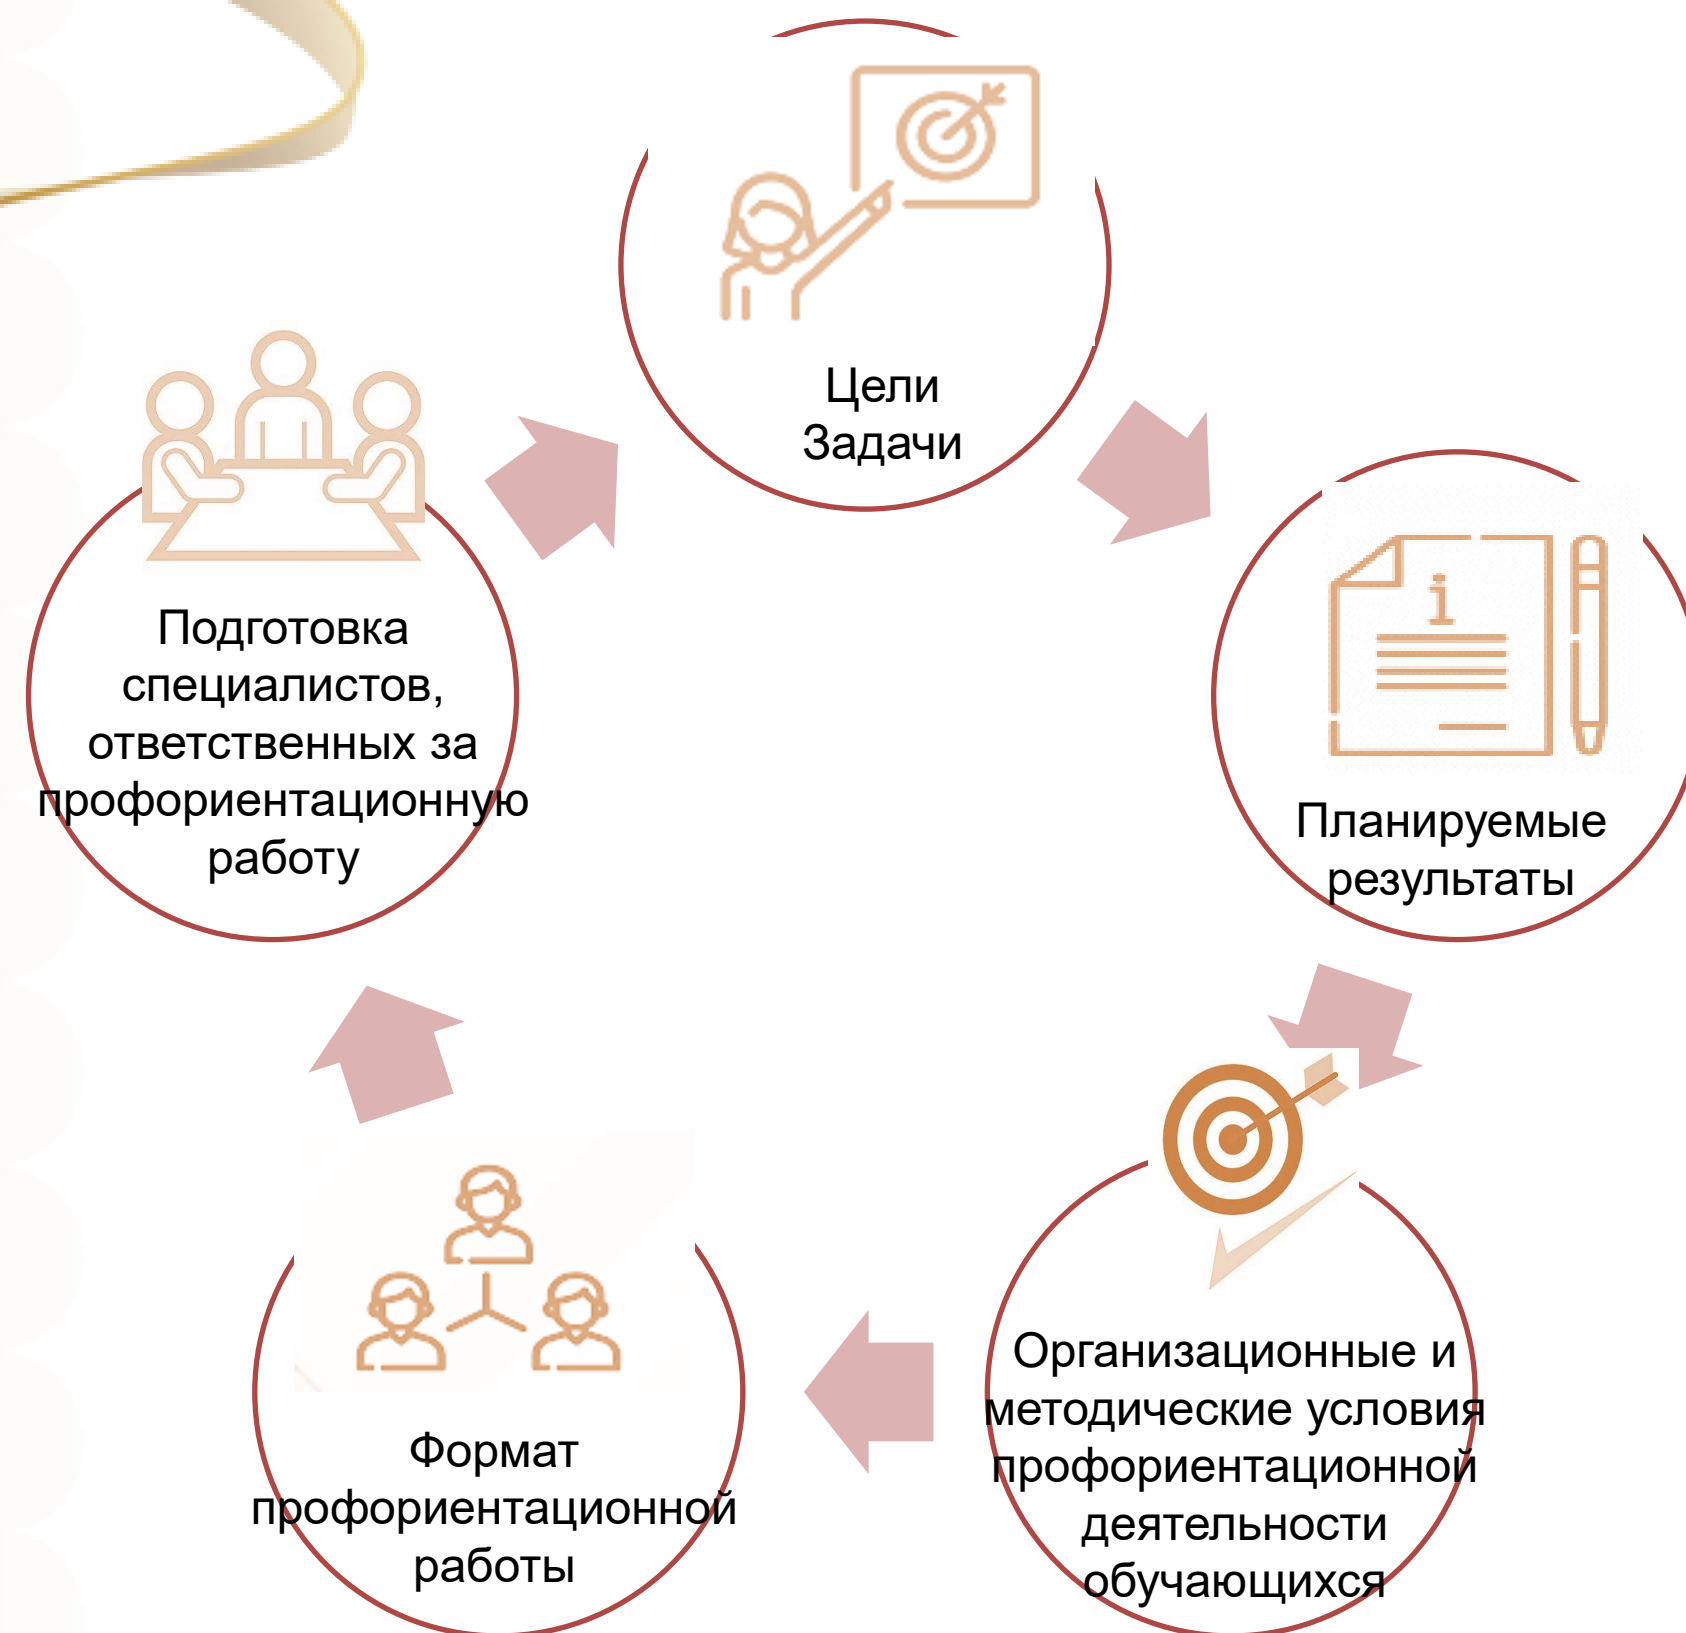 Цели
Задачи
Планируемые
результаты
Организационные и
методические условия
профориентационной
деятельности
обучающихся
Формат
профориентационной
работы
Подготовка
специалистов,
ответственных за
профориентационную
работу